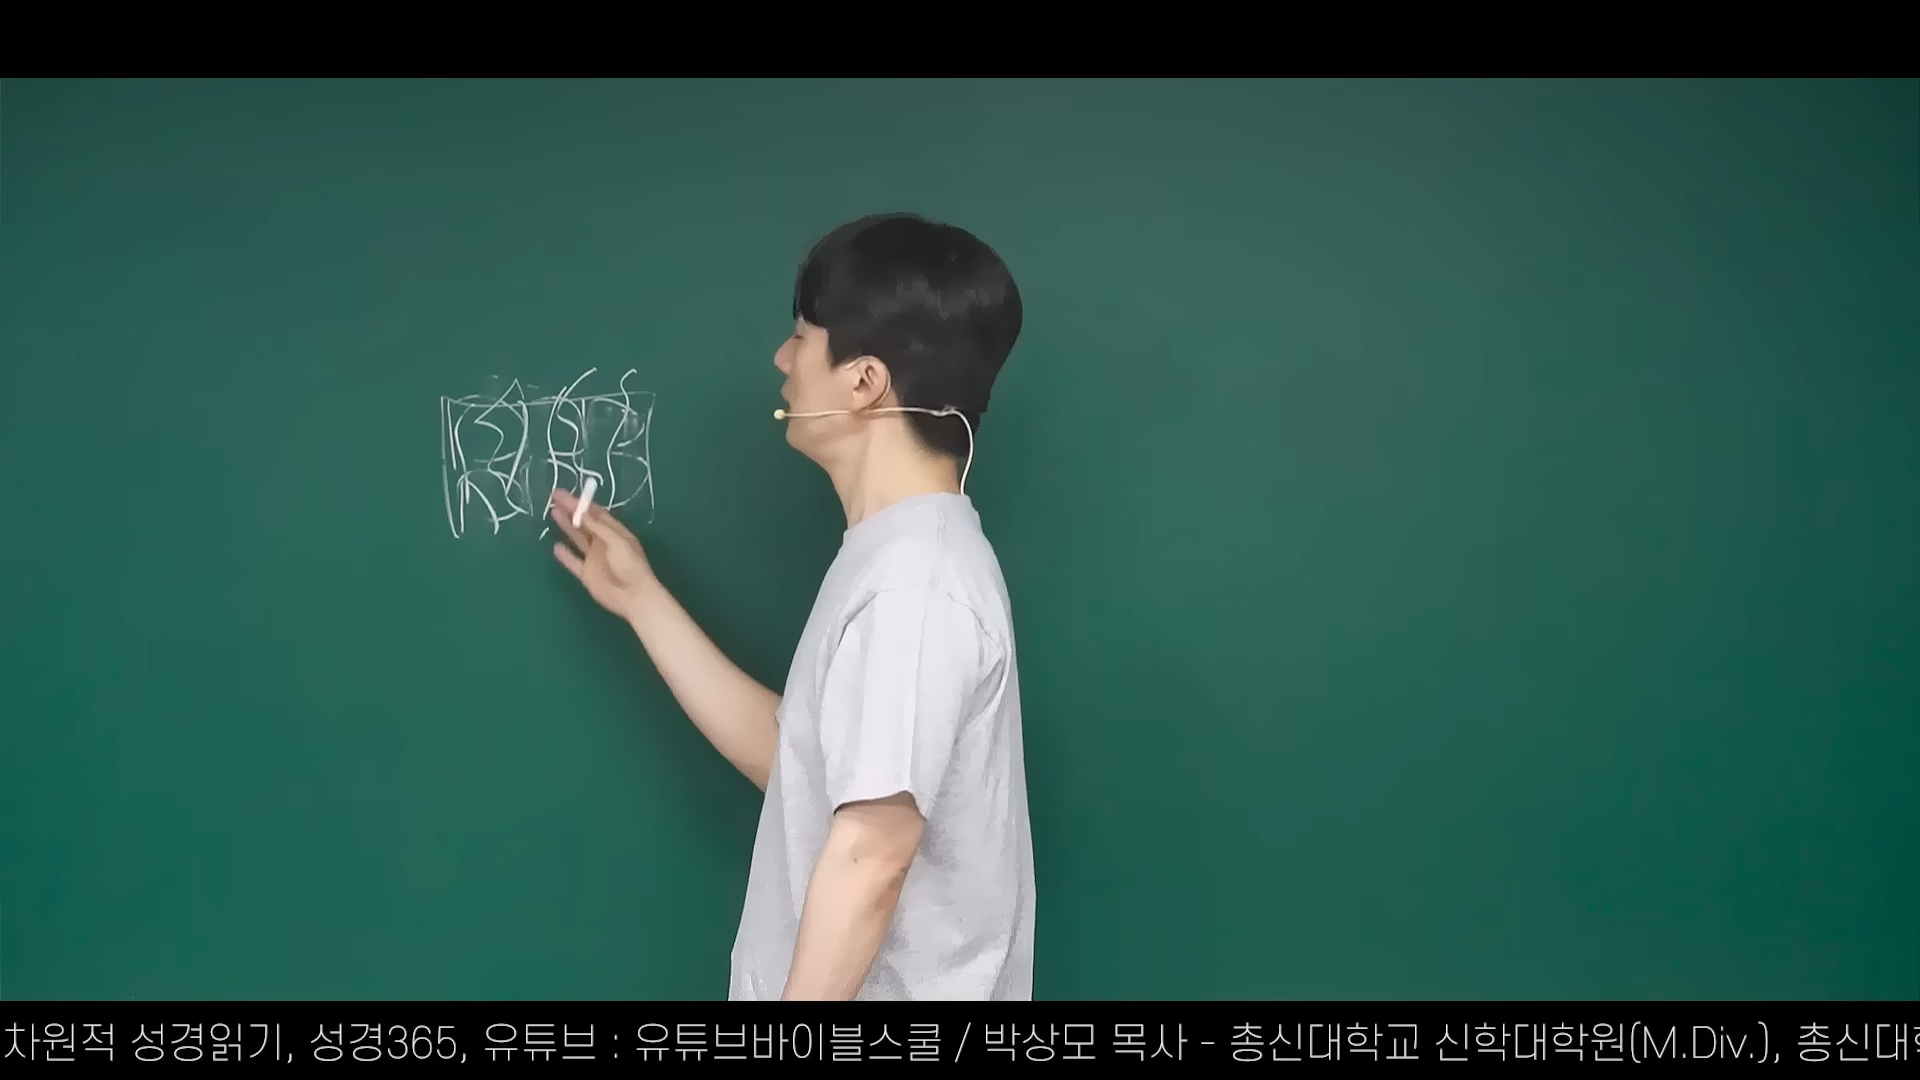 차원적 성경읽기, 성경365, 유튜브 : 유튜브바이블스쿨 / 박상모 목사 - 총신대학교 신학대학원(M.Div.), 총신대